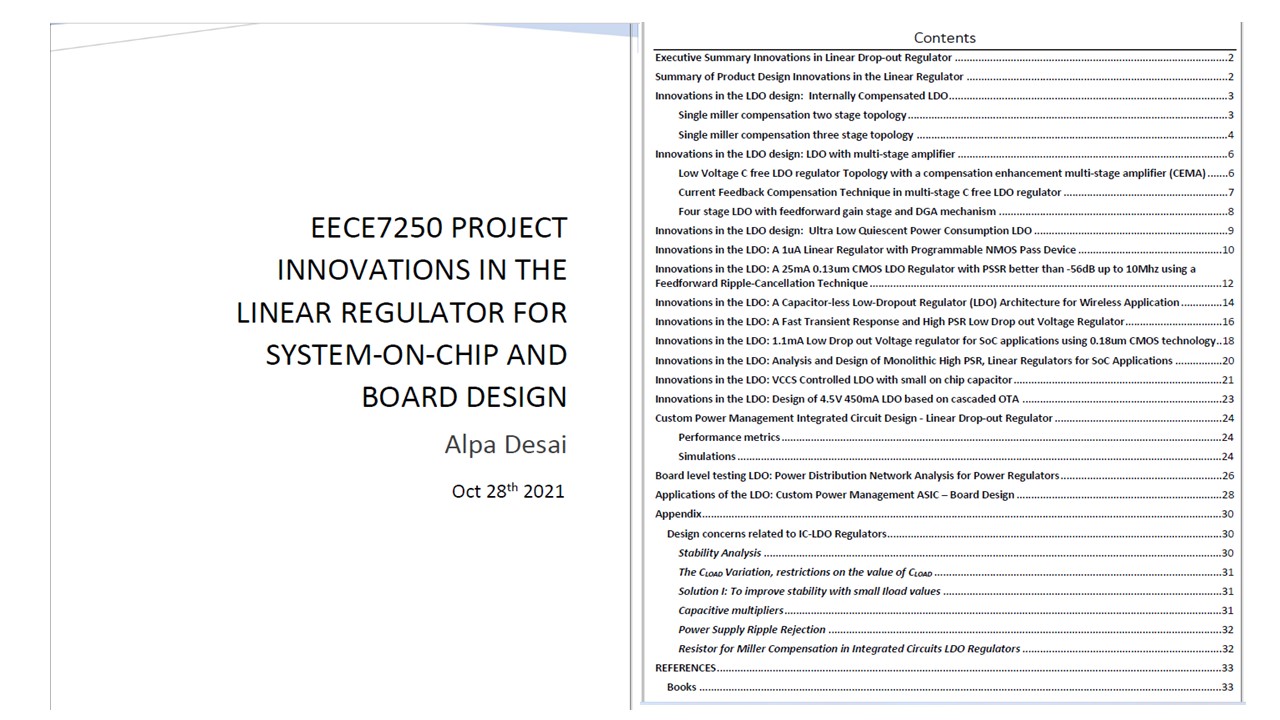 EECE7250 PROJECT
INNOVATIONS IN THE
LINEAR REGULATOR FOR
SYSTEM-ON-CHIP AND
BOARD DESIGN
Alpa Desai
Oct 28th 2021
Contents
Executive Summary Innovations in Linear Drop-out Regulator ... 2
Summary of Product Design Innovations in the Linear Regulator ... 2
Innovations in the LDO design: Internally Compensated LDO ... 3
Single miller compensation two stage topology ... 3
Single miller compensation three stage topology ... 4
Innovations in the LDO design: LDO with multi-stage amplifier ... 6
Low Voltage C free LDO regulator Topology with a compensation enhancement multi-stage amplifier (CEMA) ... 6
Current Feedback Compensation Technique in multi-stage C free LDO regulator ... 7
Four stage LDO with feedforward gain stage and DGA mechanism ... 8
Innovations in the LDO design: Ultra Low Quiescent Power Consumption LDO ... 9
Innovations in the LDO: A 1uA Linear Regulator with Programmable NMOS Pass Device ... 10
Innovations in the LDO: A 25mA 0.13um CMOS LDO Regulator with PSSR better than -56dB up to 10Mhz using a
Feedforward Ripple-Cancellation Technique ... 12
Innovations in the LDO: A Capacitor-less Low-Dropout Regulator (LDO) Architecture for Wireless Application ... 14
Innovations in the LDO: A Fast Transient Response and High PSR Low Drop out Voltage Regulator ... 16
Innovations in the LDO: 1.1mA Low Drop out Voltage regulator for SoC applications using 0.18um CMOS technology .. 18
Innovations in the LDO: Analysis and Design of Monolithic High PSR, Linear Regulators for SoC Applications ... 20
Innovations in the LDO: VCCS Controlled LDO with small on chip capacitor ... 21
Innovations in the LDO: Design of 4.5V 450mA LDO based on cascaded OTA ... 23
Custom Power Management Integrated Circuit Design - Linear Drop-out Regulator ... 24
Performance metrics ... 24
Simulations ... 24
Board level testing LDO: Power Distribution Network Analysis for Power Regulators ... 26
Applications of the LDO: Custom Power Management ASIC – Board Design ... 28
Appendix ... 30
Design concerns related to IC-LDO Regulators ... 30
Stability Analysis ... 30
The CLOAD Variation, restrictions on the value of CLOAD ... 31
Solution I: To improve stability with small Iload values ... 31
Capacitive multipliers ... 31
Power Supply Ripple Rejection ... 32
Resistor for Miller Compensation in Integrated Circuits LDO Regulators ... 32
REFERENCES ... 33
Books ... 33